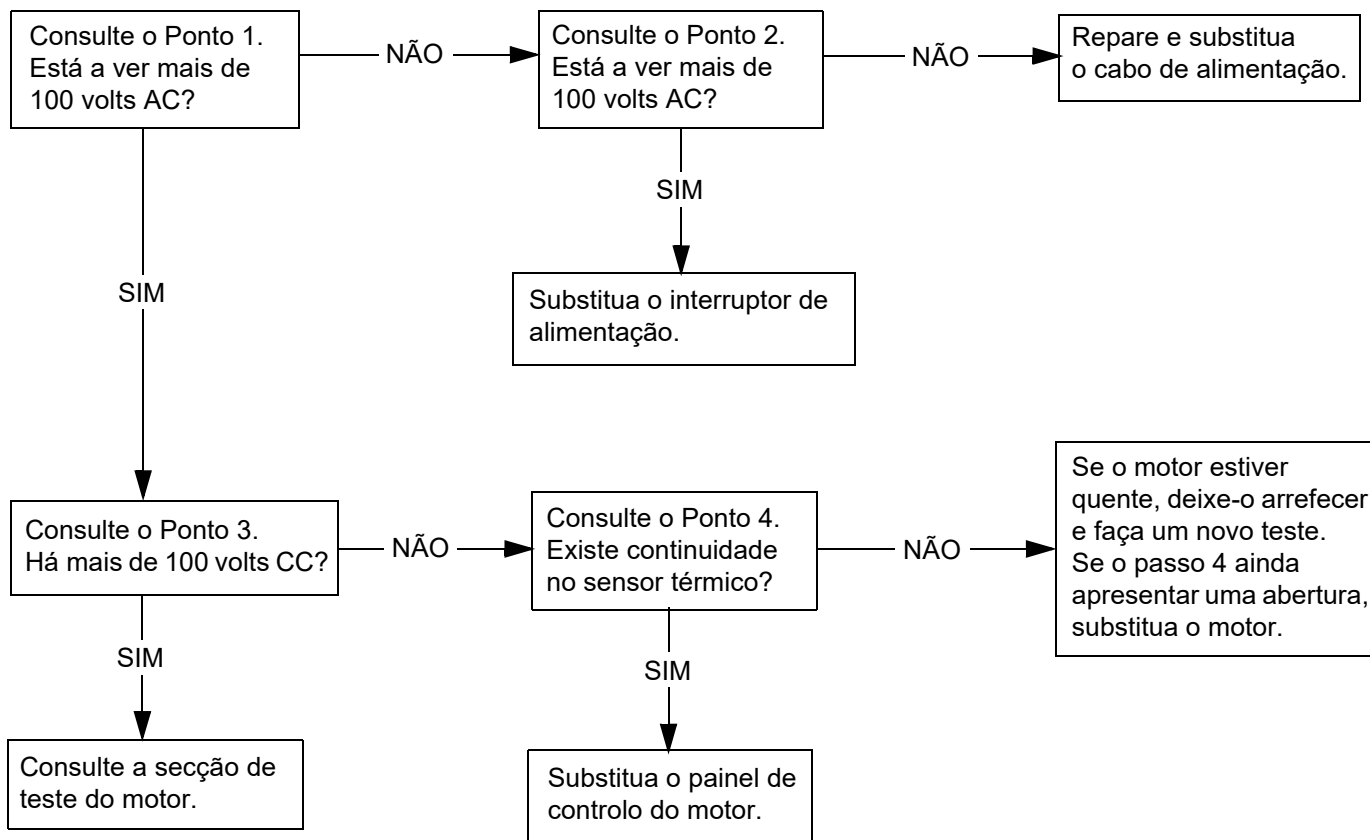 Consulte o Ponto 1.
Está a ver mais de
100 volts AC?
NÃO
Consulte o Ponto 2.
Está a ver mais de
100 volts AC?
NÃO
Repare e substitua
o cabo de alimentação.
SIM
SIM
Substitua o interruptor de
alimentação.
Consulte o Ponto 3.
Há mais de 100 volts CC?
NÃO
Consulte o Ponto 4.
Existe continuidade
no sensor térmico?
NÃO
Se o motor estiver
quente, deixe-o arrefecer
e faça um novo teste.
Se o passo 4 ainda
apresentar uma abertura,
substitua o motor.
SIM
SIM
Consulte a secção de
teste do motor.
Substitua o painel de
controlo do motor.